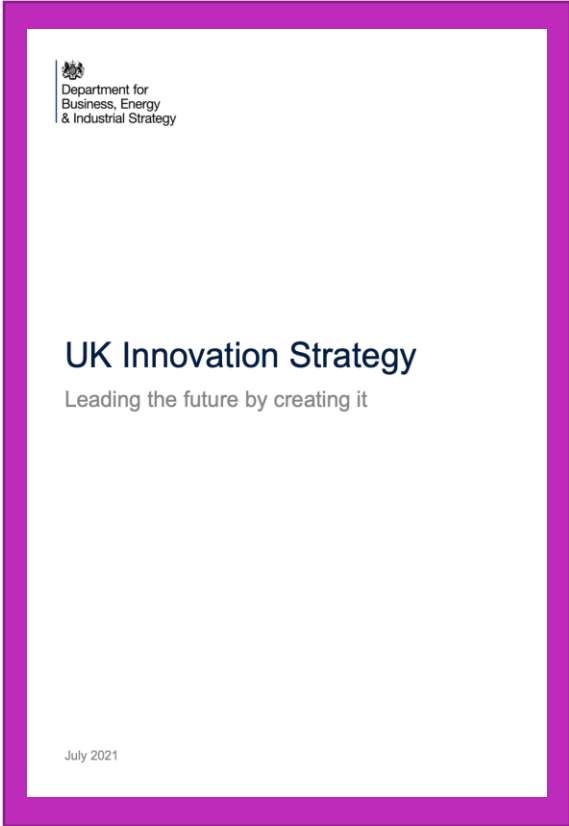 Department for
Business, Energy
& Industrial Strategy
UK Innovation Strategy
Leading the future by creating it
July 2021